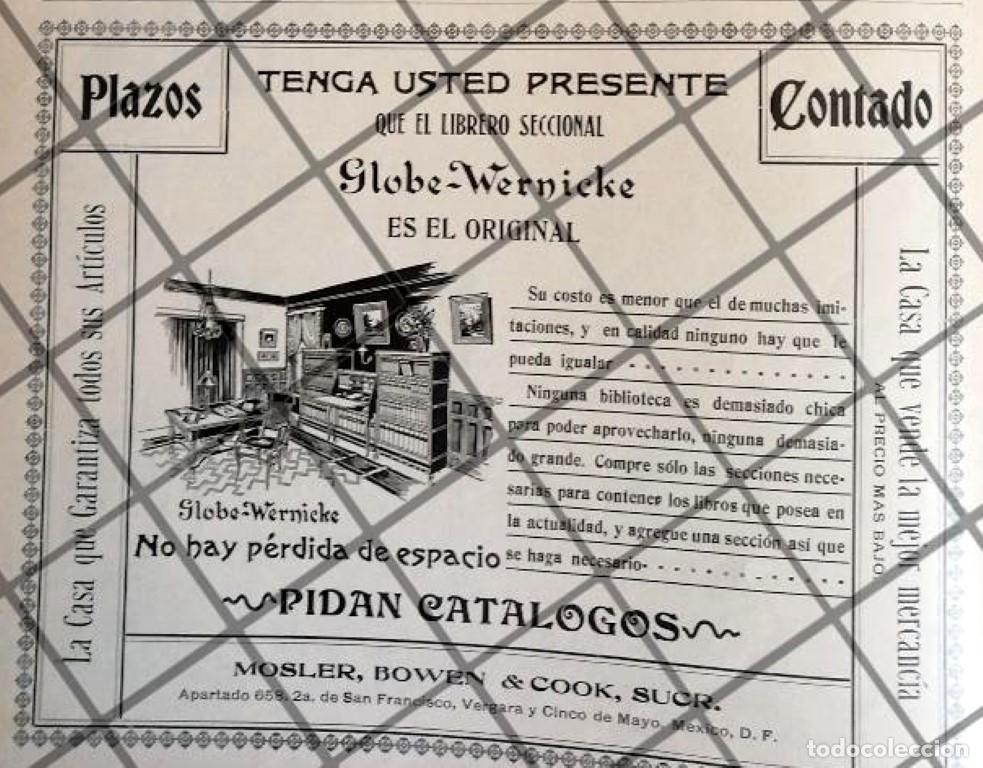 Plazos
TENGA USTED PRESENTE
Contado
QUE EL LIBRERO SECCIONAL
Globe-Wernicke
ES EL ORIGINAL
La Casa que Garantiza todos sus Artículos
Su costo es menor que el de muchas imi-
taciones, y en calidad ninguno hay que le
pueda igualar
Ninguna biblioteca es demasiado chica
para poder aprovecharlo, ninguna demasia-
do grande. Compre sólo las secciones nece-
sarias para contener los libros que posea en
la actualidad, y agregue una sección así que
se haga necesario
Globe-Wernicke
No hay pérdida de espacio
PIDAN CATALOGOS
La Casa que vende la mejor mercancía
AL PRECIO MAS BAJO
MOSLER, BOWEN & COOK, SUCR.
Apartado 658. 2a. de San Francisco, Vergara y Cinco de Mayo, Mexico, D. F.
todocoleccion